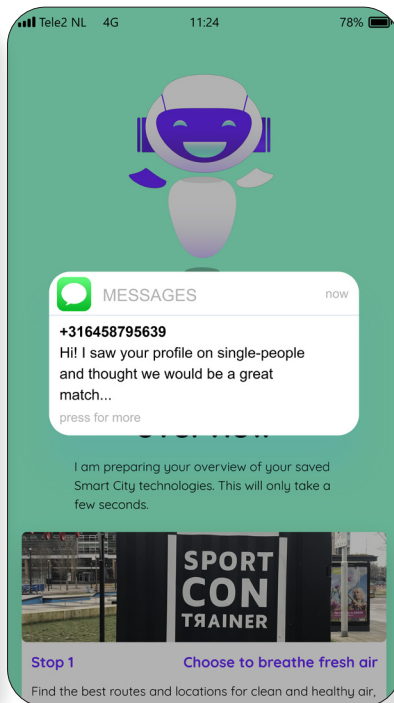 Tele2 NL 4G 11:24 78%
MESSAGES now
+316458795639
Hi! I saw your profile on single-people
and thought we would be a great
match...
press for more
I am preparing your overview of your saved
Smart City technologies. This will only take a
few seconds.
SPORT
CON
TЯAINER
Stop 1 Choose to breathe fresh air
Find the best routes and locations for clean and healthy air,